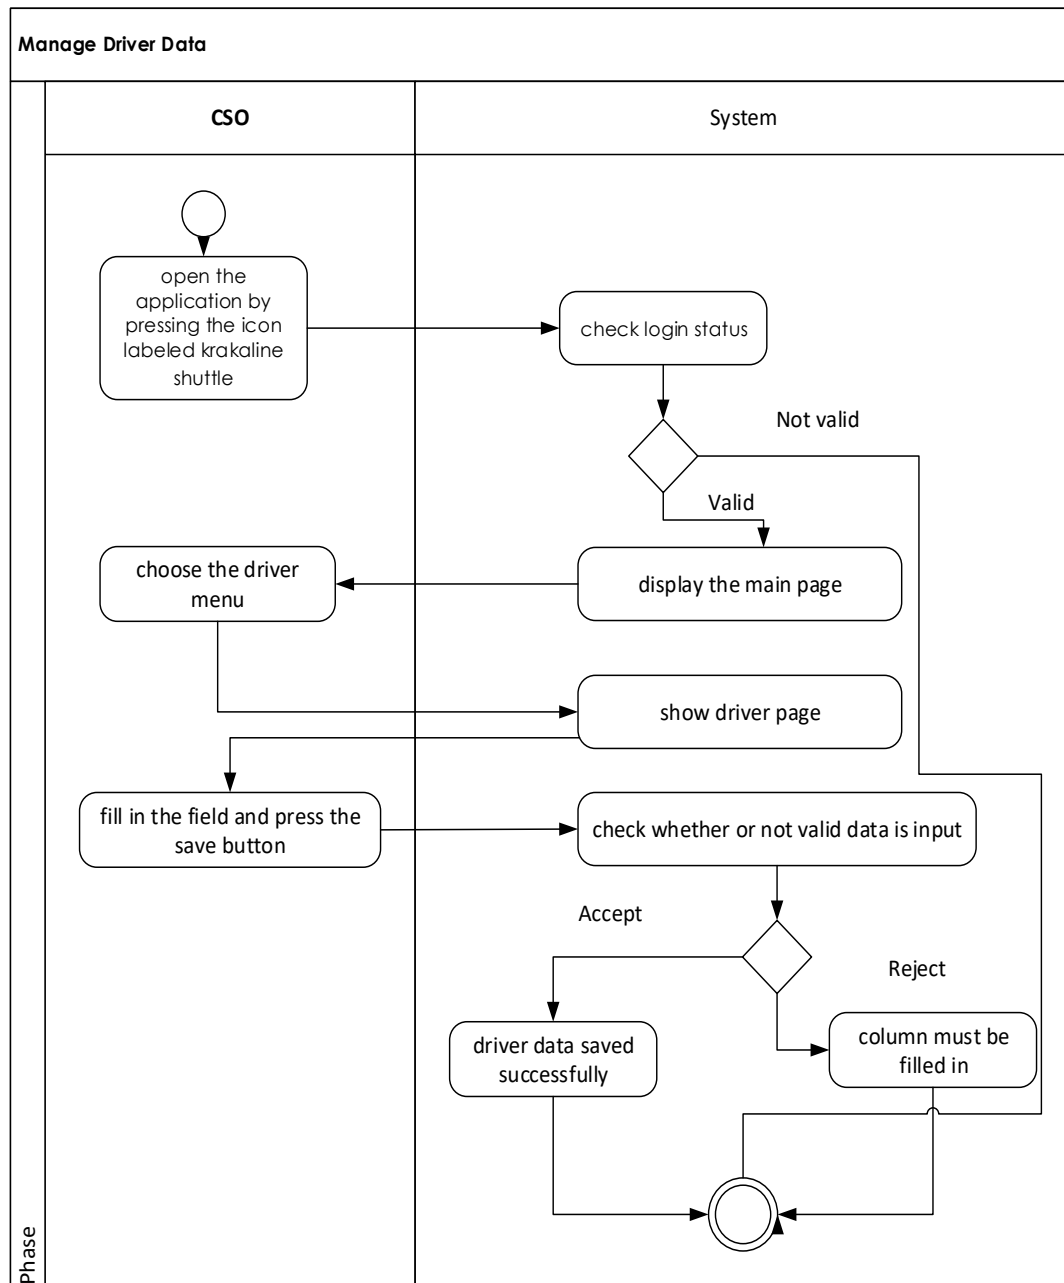 Manage Driver Data
CSO
System
open the
application by
pressing the icon
labeled krakaline
shuttle
check login status
Not valid
Valid
choose the driver
menu
display the main page
show driver page
fill in the field and press the
save button
check whether or not valid data is input
Accept
Reject
driver data saved
successfully
column must be
filled in
Phase